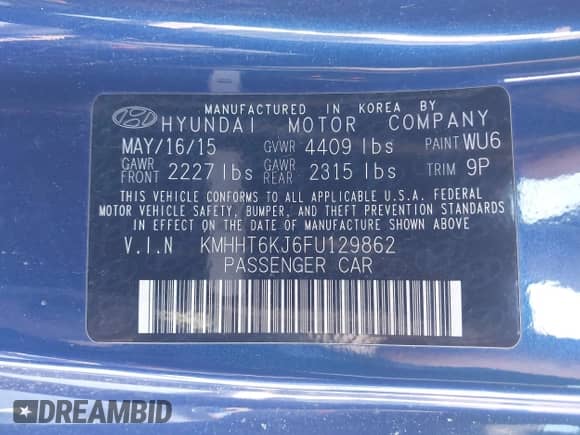 MANUFACTURED IN KOREA BY
HYUNDAI MOTOR COMPANY
MAY/16/15 GVWR 4409 lbs PAINT WU6
GAWR FRONT 2227 lbs GAWR REAR 2315 lbs TRIM 9P
THIS VEHICLE CONFORMS TO ALL APPLICABLE U.S.A. FEDERAL
MOTOR VEHICLE SAFETY, BUMPER, AND THEFT PREVENTION STANDARDS
IN EFFECT ON THE DATE OF MANUFACTURE SHOWN ABOVE.
V.I.N KMHHT6KJ6FU129862
PASSENGER CAR
DREAMBID